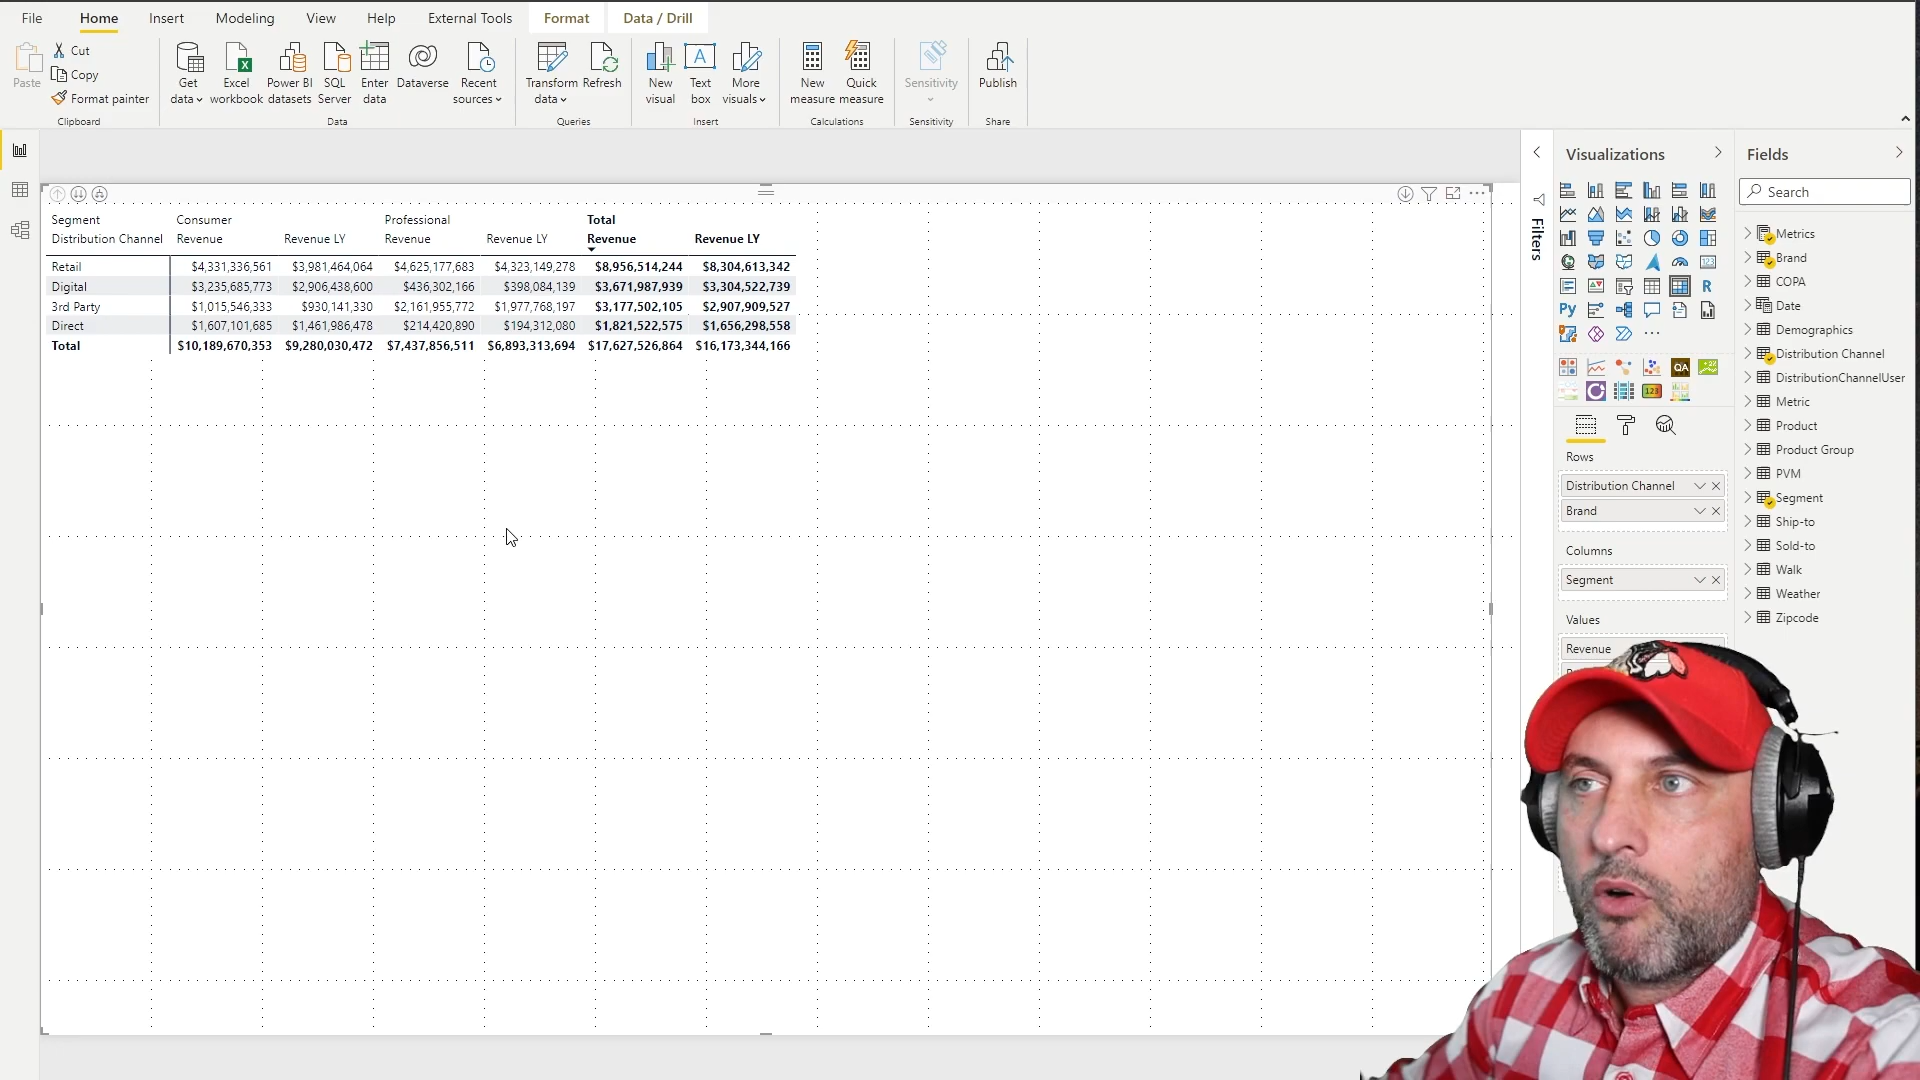 File Home Insert Modeling View Help External Tools Format Data / Drill
Paste
Cut
Copy
Format painter
Clipboard
Get data
Excel workbook
Power BI datasets
SQL Server
Enter data
Dataverse
Recent sources
Data
Transform data
Refresh
Queries
New visual
Text box
More visuals
Insert
New measure
Quick measure
Calculations
Sensitivity
Sensitivity
Publish
Share
Segment Consumer Professional Total
Distribution Channel Revenue Revenue LY Revenue Revenue LY Revenue Revenue LY
Retail $4,331,336,561 $3,981,464,064 $4,625,177,683 $4,323,149,278 $8,956,514,244 $8,304,613,342
Digital $3,235,685,773 $2,906,438,600 $436,302,166 $398,084,139 $3,671,987,939 $3,304,522,739
3rd Party $1,015,546,333 $930,141,330 $2,161,955,772 $1,977,768,197 $3,177,502,105 $2,907,909,527
Direct $1,607,101,685 $1,461,986,478 $214,420,890 $194,312,080 $1,821,522,575 $1,656,298,558
Total $10,189,670,353 $9,280,030,472 $7,437,856,511 $6,893,313,694 $17,627,526,864 $16,173,344,166
Filters
Visualizations
R
Py
QA
123
Rows
Distribution Channel
Brand
Columns
Segment
Values
Revenue
Fields
Search
Metrics
Brand
COPA
Date
Demographics
Distribution Channel
DistributionChannelUser
Metric
Product
Product Group
PVM
Segment
Ship-to
Sold-to
Walk
Weather
Zipcode